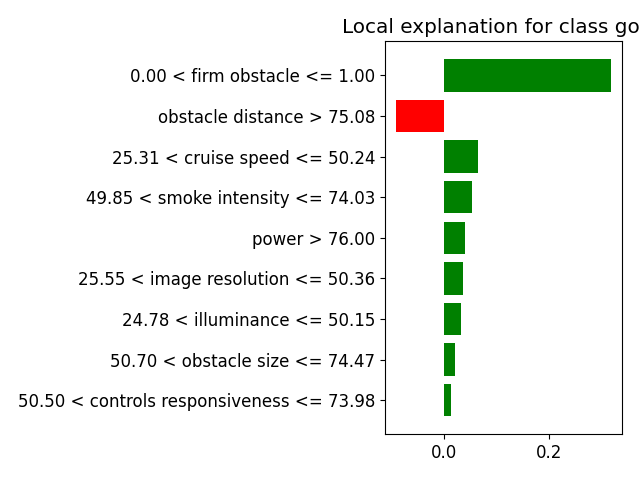 Local explanation for class go
0.00 < firm obstacle <= 1.00
obstacle distance > 75.08
25.31 < cruise speed <= 50.24
49.85 < smoke intensity <= 74.03
power > 76.00
25.55 < image resolution <= 50.36
24.78 < illuminance <= 50.15
50.70 < obstacle size <= 74.47
50.50 < controls responsiveness <= 73.98
0.0 0.2